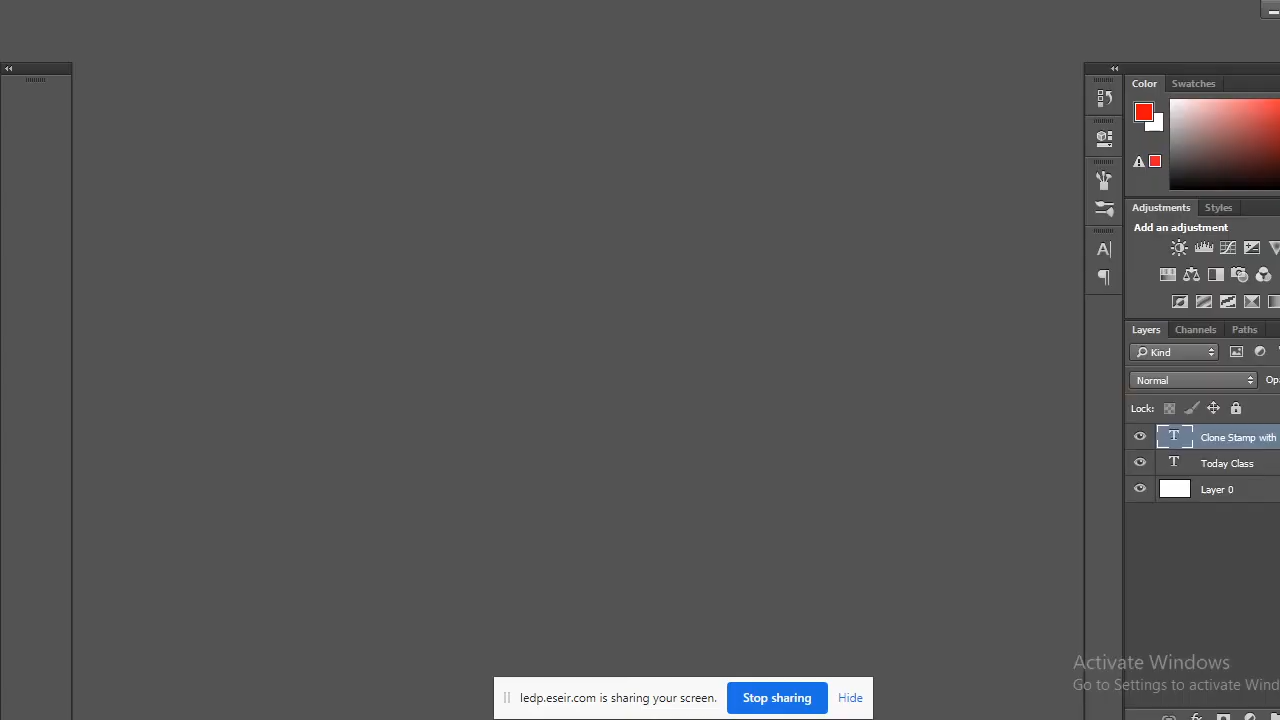 Color Swatches
Adjustments Styles
Add an adjustment
Layers Channels Paths
Kind
Normal
Lock:
T Clone Stamp with
T Today Class
Layer 0
Activate Windows
Go to Settings to activate
ledp.eseir.com is sharing your screen. Stop sharing Hide